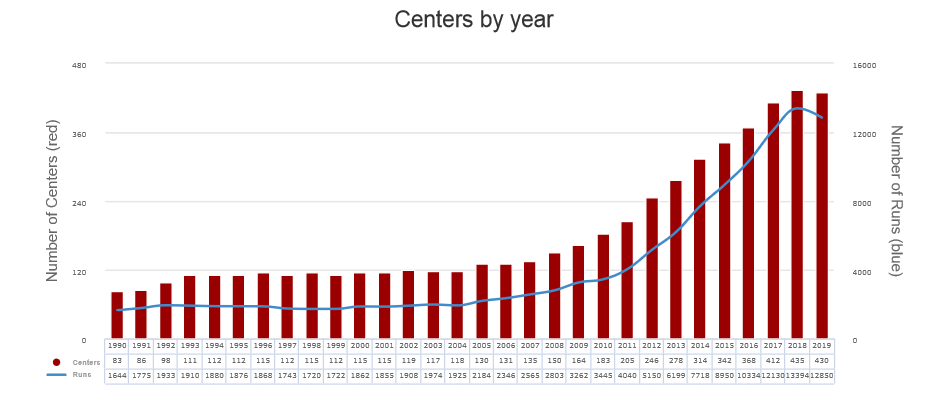 Centers by year
480 16000
360 12000
240 8000
120 4000
0 0
Number of Centers (red)
Number of Runs (blue)
1990 1991 1992 1993 1994 1995 1996 1997 1998 1999 2000 2001 2002 2003 2004 2005 2006 2007 2008 2009 2010 2011 2012 2013 2014 2015 2016 2017 2018 2019
Centers 83 86 98 111 112 112 115 112 115 112 115 115 119 117 118 130 131 135 150 164 183 205 246 278 314 342 368 412 435 430
Runs 1644 1775 1933 1910 1880 1876 1868 1743 1720 1722 1862 1855 1908 1974 1925 2184 2346 2565 2803 3262 3445 4040 5150 6199 7718 8950 10334 12130 13394 12850